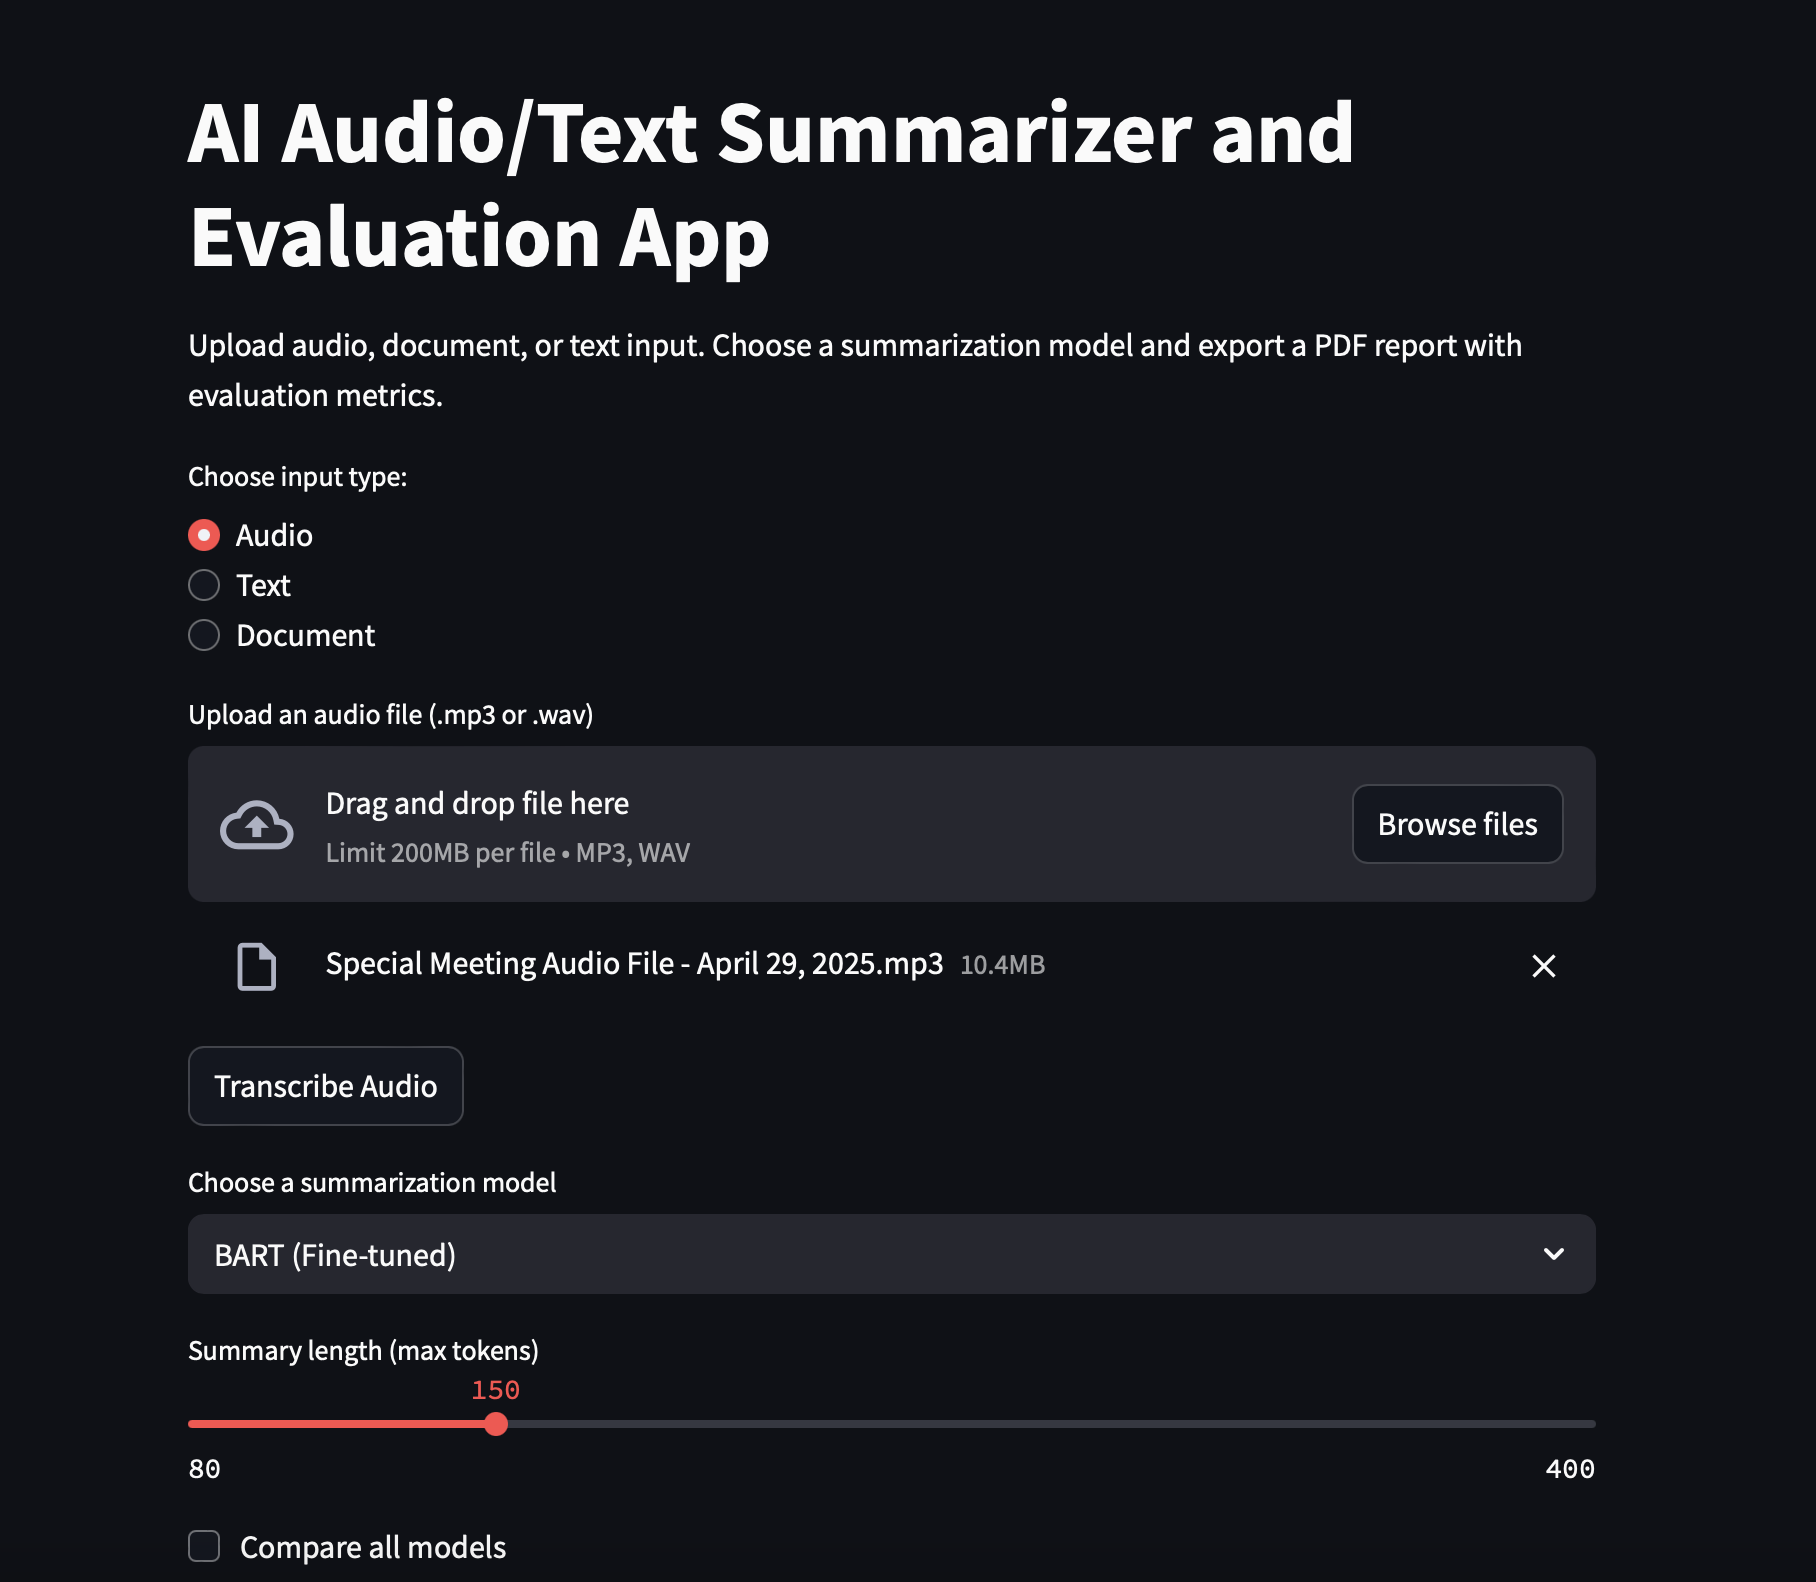 AI Audio/Text Summarizer and
Evaluation App
Upload audio, document, or text input. Choose a summarization model and export a PDF report with
evaluation metrics.
Choose input type:
Audio
Text
Document
Upload an audio file (.mp3 or .wav)
Drag and drop file here
Limit 200MB per file • MP3, WAV
Browse files
Special Meeting Audio File - April 29, 2025.mp3 10.4MB
Transcribe Audio
Choose a summarization model
BART (Fine-tuned)
Summary length (max tokens)
150
80 400
Compare all models